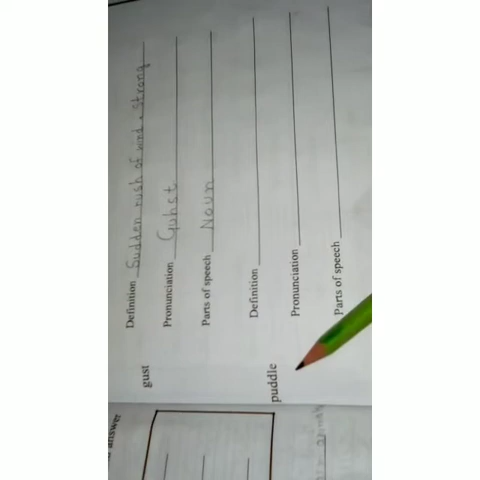 answer
gust
Definition Sudden rush of wind, strong
Pronunciation Guhst
Parts of speech Noun
puddle
Definition
Pronunciation
Parts of speech